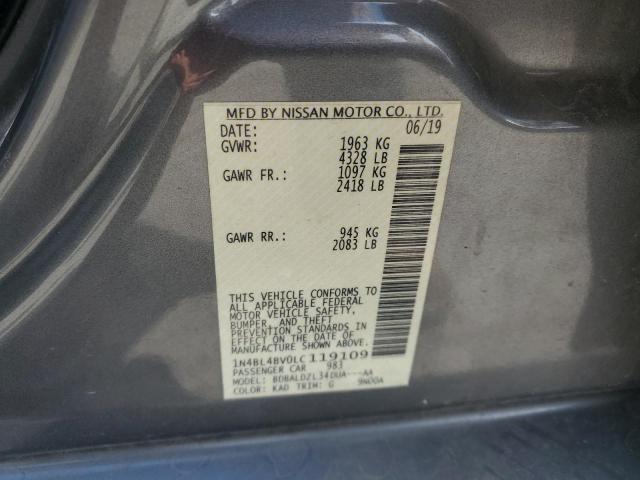 MFD BY NISSAN MOTOR CO., LTD.
DATE: 06/19
GVWR: 1963 KG
4328 LB
GAWR FR.: 1097 KG
2418 LB
GAWR RR.: 945 KG
2083 LB
THIS VEHICLE CONFORMS TO
ALL APPLICABLE FEDERAL
MOTOR VEHICLE SAFETY,
BUMPER, AND THEFT
PREVENTION STANDARDS IN
EFFECT ON THE DATE OF
MANUFACTURE SHOWN ABOVE.
1N4BL4BV0LC119109
PASSENGER CAR 983
MODEL: BDBALDZL34DUA---AA
COLOR: KAD TRIM: G 9N00A